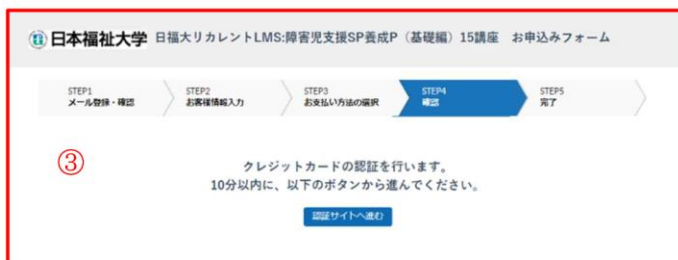 日本福祉大学 日福大リカレントLMS:障害児支援SP養成P（基礎編）15講座 お申込みフォーム
STEP1 STEP2 STEP3 STEP4 STEP5
メール登録・確認 お客様情報入力 お支払い方法の選択 確認 完了
③
クレジットカードの認証を行います。
10分以内に、以下のボタンから進んでください。
認証サイトへ進む